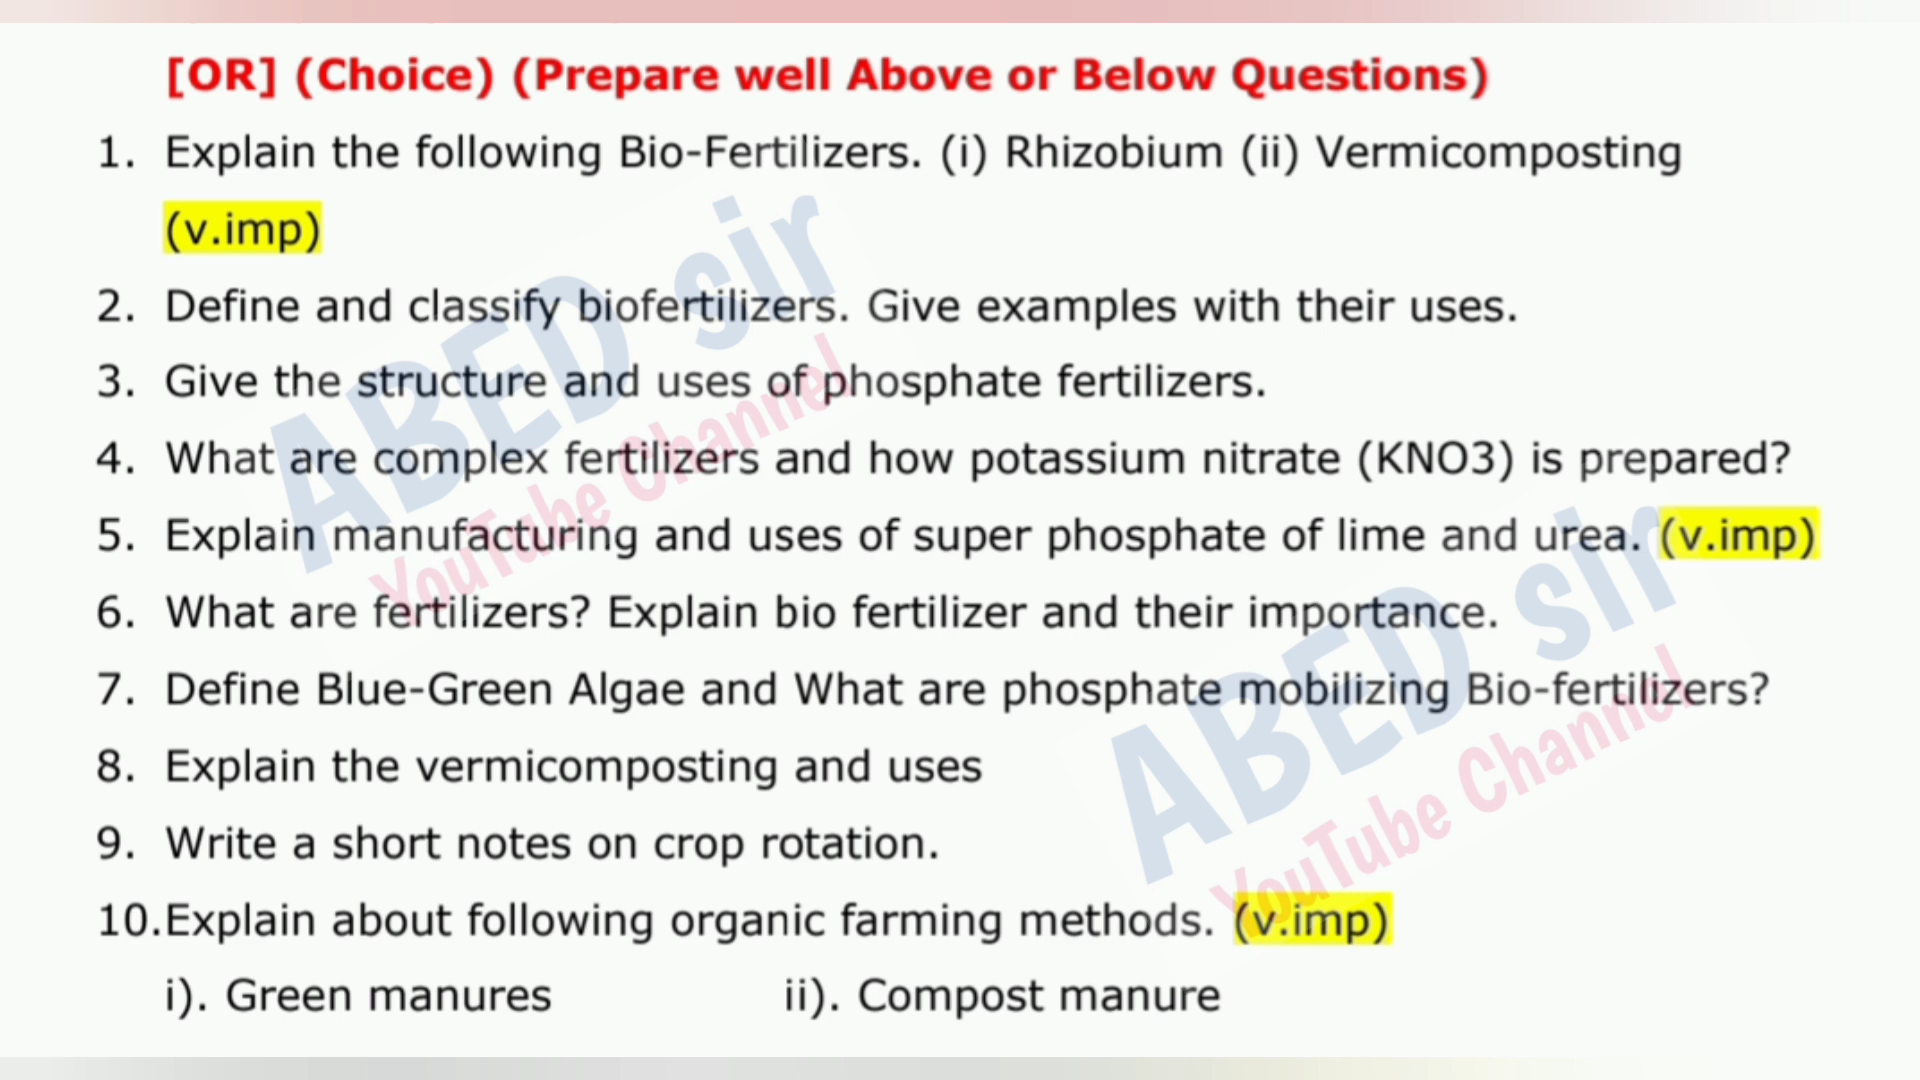 [OR] (Choice) (Prepare well Above or Below Questions)
1. Explain the following Bio-Fertilizers. (i) Rhizobium (ii) Vermicomposting
(v.imp)
2. Define and classify biofertilizers. Give examples with their uses.
3. Give the structure and uses of phosphate fertilizers.
4. What are complex fertilizers and how potassium nitrate (KNO3) is prepared?
5. Explain manufacturing and uses of super phosphate of lime and urea. (v.imp)
6. What are fertilizers? Explain bio fertilizer and their importance.
7. Define Blue-Green Algae and What are phosphate mobilizing Bio-fertilizers?
8. Explain the vermicomposting and uses
9. Write a short notes on crop rotation.
10.Explain about following organic farming methods. (v.imp)
i). Green manures ii). Compost manure
ABED sir
YouTube Channel
ABED sir
YouTube Channel